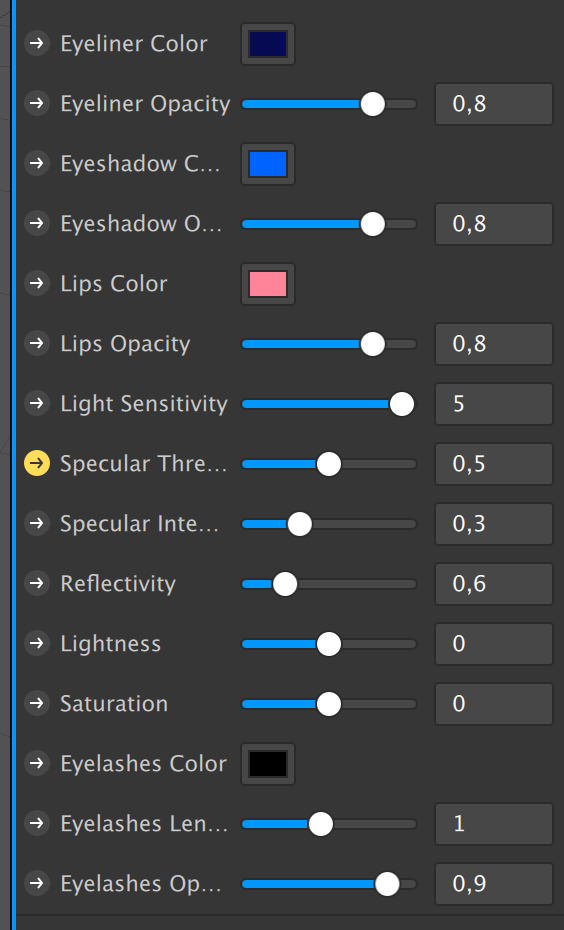 Eyeliner Color
Eyeliner Opacity 0,8
Eyeshadow C...
Eyeshadow O... 0,8
Lips Color
Lips Opacity 0,8
Light Sensitivity 5
Specular Thre... 0,5
Specular Inte... 0,3
Reflectivity 0,6
Lightness 0
Saturation 0
Eyelashes Color
Eyelashes Len... 1
Eyelashes Op... 0,9